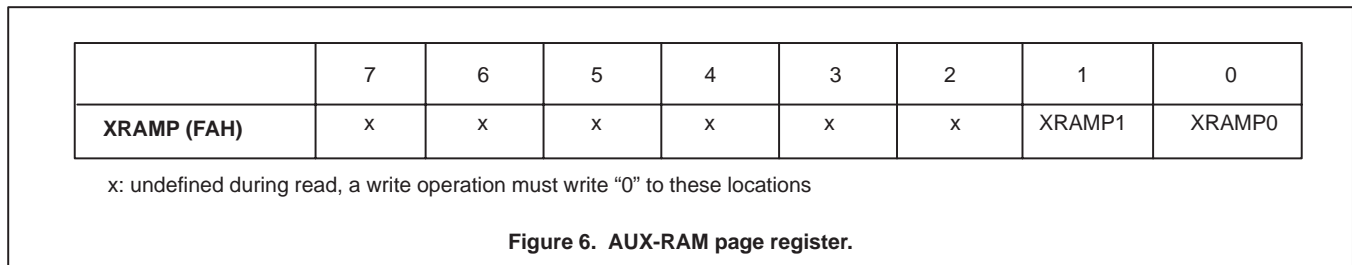 7 6 5 4 3 2 1 0
XRAMP (FAH) x x x x x x XRAMP1 XRAMP0
x: undefined during read, a write operation must write “0” to these locations
Figure 6. AUX-RAM page register.